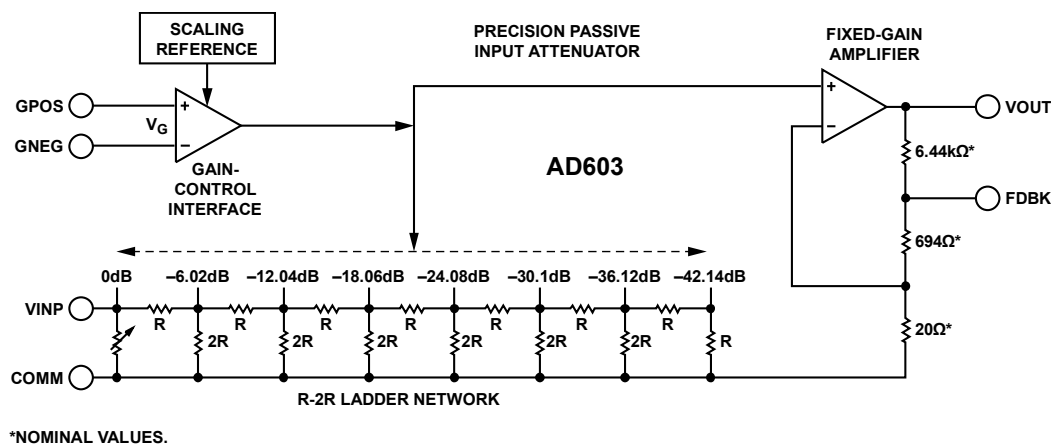 SCALING
REFERENCE
PRECISION PASSIVE
INPUT ATTENUATOR
FIXED-GAIN
AMPLIFIER
GPOS
+
VG
GNEG
−
GAIN-
CONTROL
INTERFACE
+
−
VOUT
6.44kΩ*
AD603
FDBK
694Ω*
0dB −6.02dB −12.04dB −18.06dB −24.08dB −30.1dB −36.12dB −42.14dB
VINP
R R R R R R R
2R 2R 2R 2R 2R 2R R
20Ω*
COMM
R-2R LADDER NETWORK
*NOMINAL VALUES.